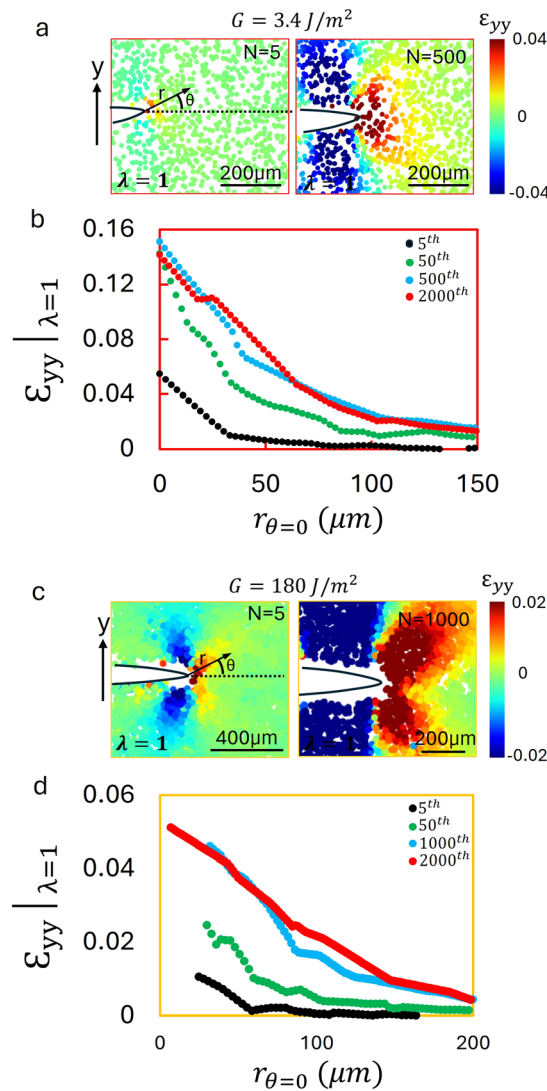 a
G = 3.4 J/m²
εyy
y
r
θ
N=5
λ = 1
200μm
N=500
λ = 1
200μm
0.04
0
-0.04
b
εyy |λ=1
0.16
0.12
0.08
0.04
0
5th
50th
500th
2000th
0 50 100 150
rθ=0 (μm)
c
G = 180 J/m²
εyy
y
r
θ
N=5
λ = 1
400μm
N=1000
λ = 1
200μm
0.02
0
-0.02
d
εyy |λ=1
0.06
0.04
0.02
0
5th
50th
1000th
2000th
0 100 200
rθ=0 (μm)